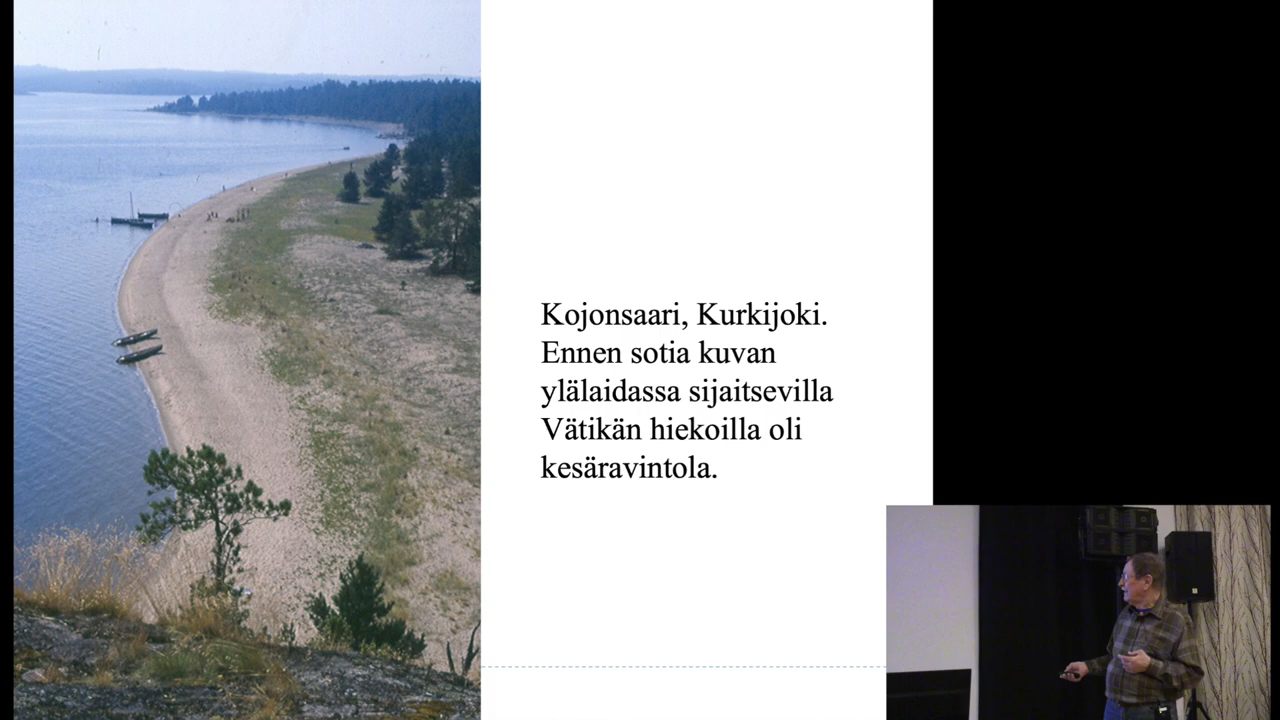 Kojonsaari, Kurkijoki.
Ennen sotia kuvan
ylälaidassa sijaitsevilla
Vätikän hiekoilla oli
kesäravintola.